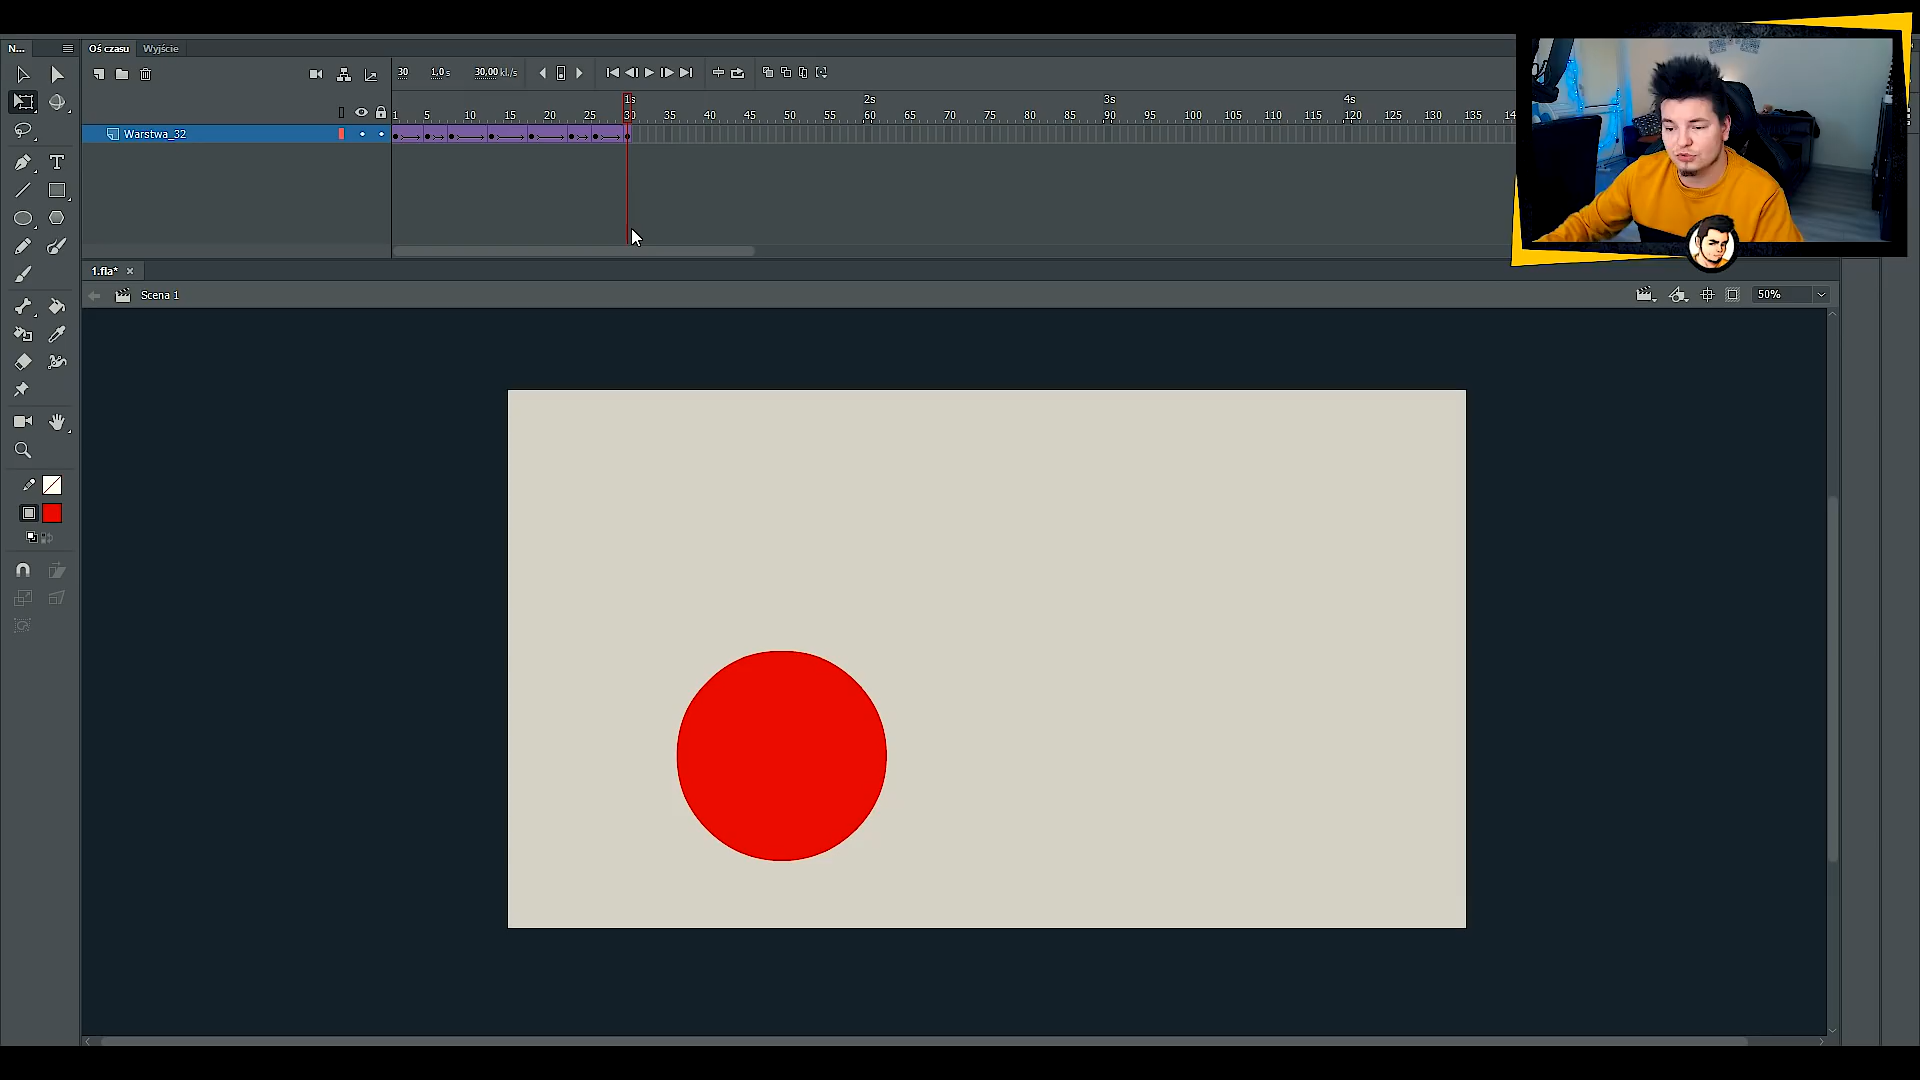 N...
Oś czasu Wyjście
30 1,0 s 30,00 kl./s
1s 2s 3s 4s
1 5 10 15 20 25 30 35 40 45 50 55 60 65 70 75 80 85 90 95 100 105 110 115 120 125 130 135
Warstwa_32
1.fla*
Scena 1
50%